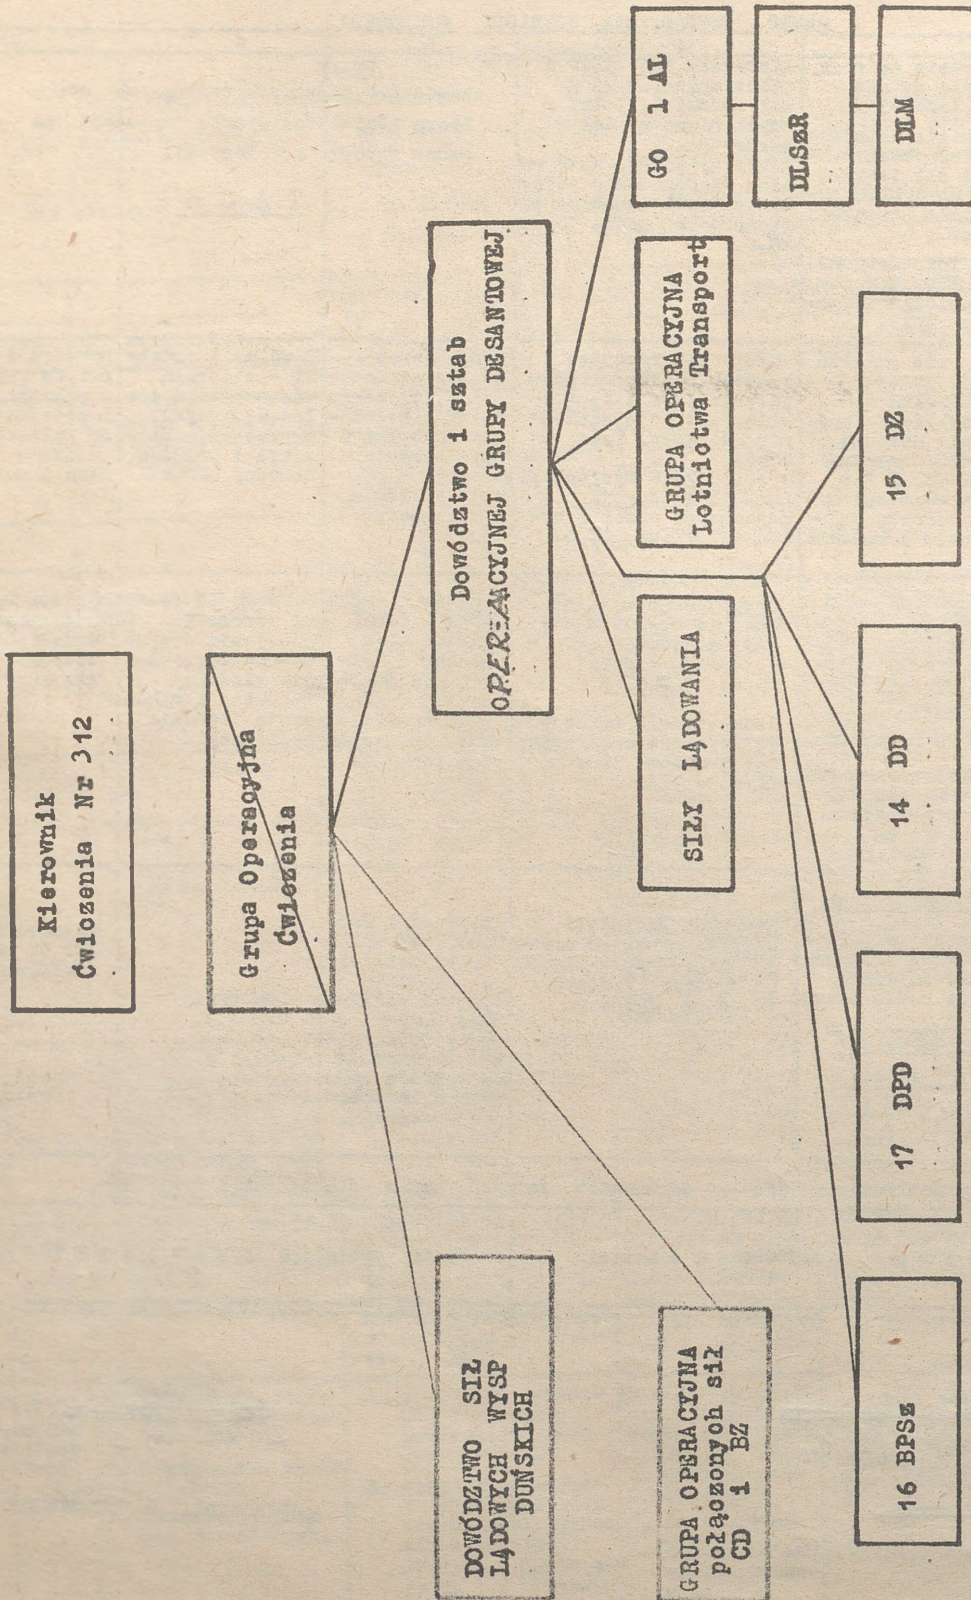 Kierownik
Ćwiczenia Nr 312
Grupa Operacyjna
Ćwiczenia
DOWÓDZTWO SIŁ
LĄDOWYCH WYSP
DUŃSKICH
Dowództwo i sztab
OPERACYJNEJ GRUPY DESANTOWEJ
GRUPA OPERACYJNA
połączonych sił
CD i BZ
SIŁY LĄDOWANIA
GRUPA OPERACYJNA
Lotnictwa Transport
GO 1 AL
DLSzR
DLM
16 BPSz
17 DPD
14 DD
15 DZ